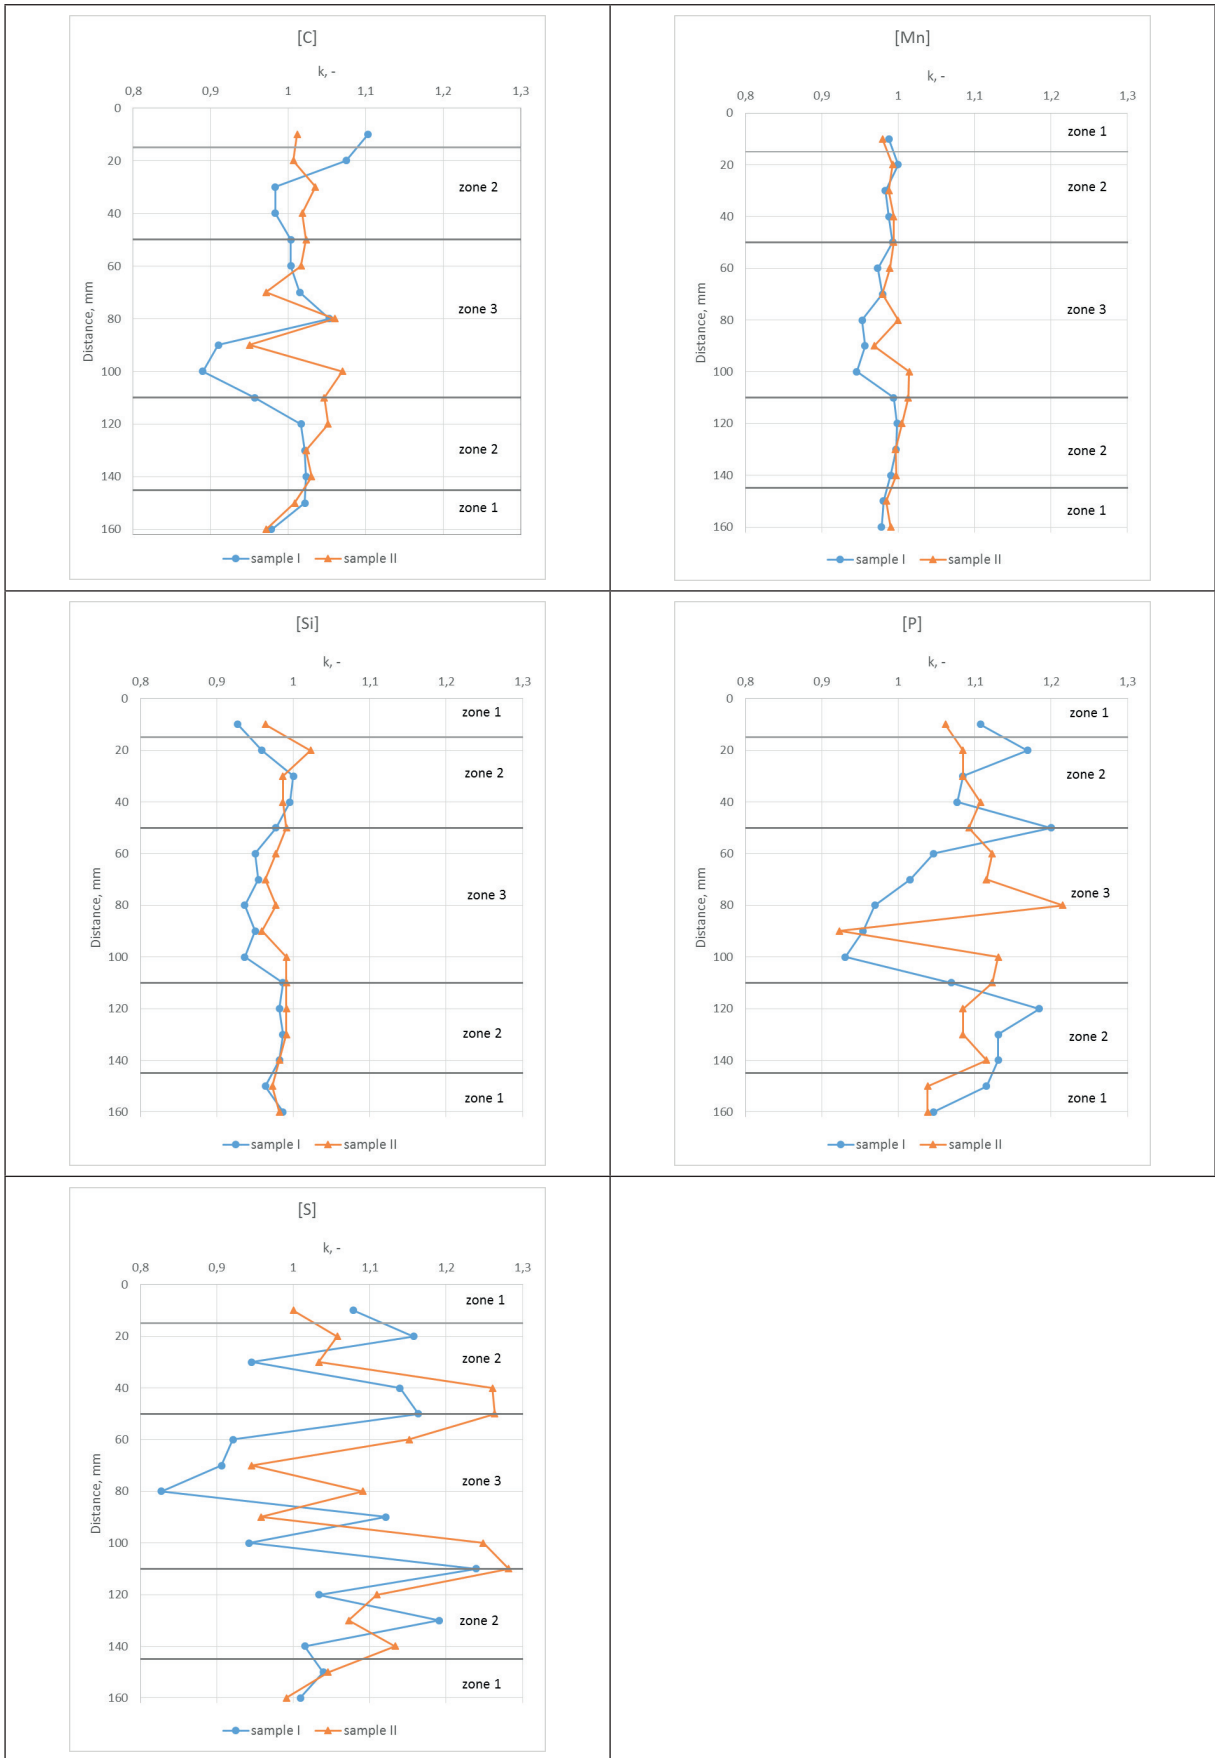 [C]
k, -
0,8 0,9 1 1,1 1,2 1,3
0
20
zone 2
40
60
Distance, mm
zone 3
80
100
120
zone 2
140
zone 1
160
sample I sample II
[Mn]
k, -
0,8 0,9 1 1,1 1,2 1,3
0
zone 1
20
zone 2
40
60
Distance, mm
zone 3
80
100
120
zone 2
140
zone 1
160
sample I sample II
[Si]
k, -
0,8 0,9 1 1,1 1,2 1,3
0
zone 1
20
zone 2
40
60
Distance, mm
zone 3
80
100
120
zone 2
140
zone 1
160
sample I sample II
[P]
k, -
0,8 0,9 1 1,1 1,2 1,3
0
zone 1
20
zone 2
40
60
Distance, mm
zone 3
80
100
120
zone 2
140
zone 1
160
sample I sample II
[S]
k, -
0,8 0,9 1 1,1 1,2 1,3
0
zone 1
20
zone 2
40
60
Distance, mm
zone 3
80
100
120
zone 2
140
zone 1
160
sample I sample II